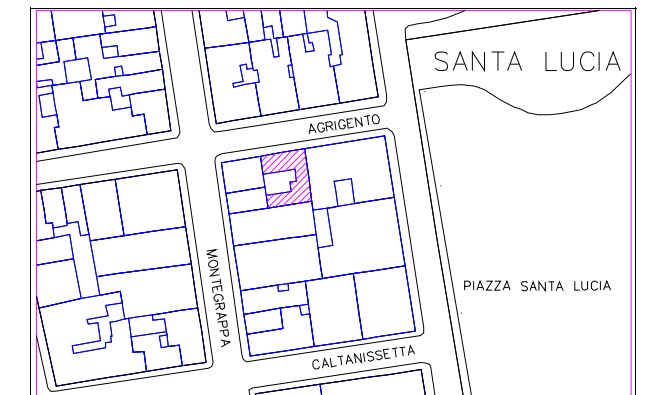 SANTA LUCIA
AGRIGENTO
MONTEGRAPPA
PIAZZA SANTA LUCIA
CALTANISSETTA